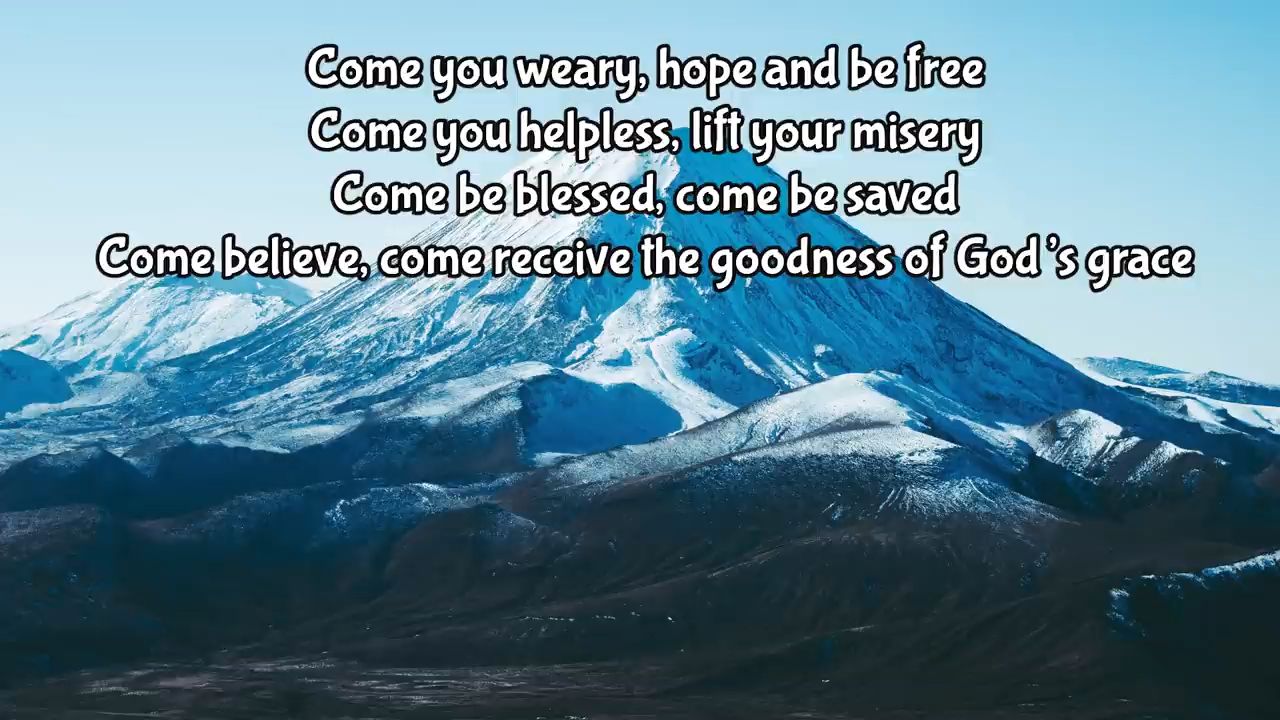 Come you weary, hope and be free
Come you helpless, lift your misery
Come be blessed, come be saved
Come believe, come receive the goodness of God's grace